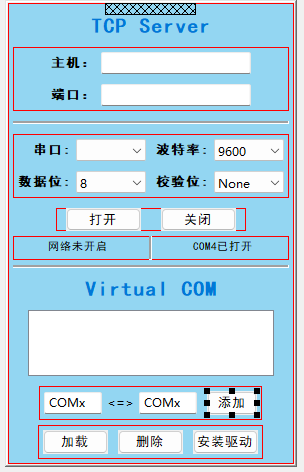 TCP Server
主机：
端口：
串口： 波特率： 9600
数据位： 8 校验位： None
打开 关闭
网络未开启 COM4已打开
Virtual COM
COMx <=> COMx 添加
加载 删除 安装驱动